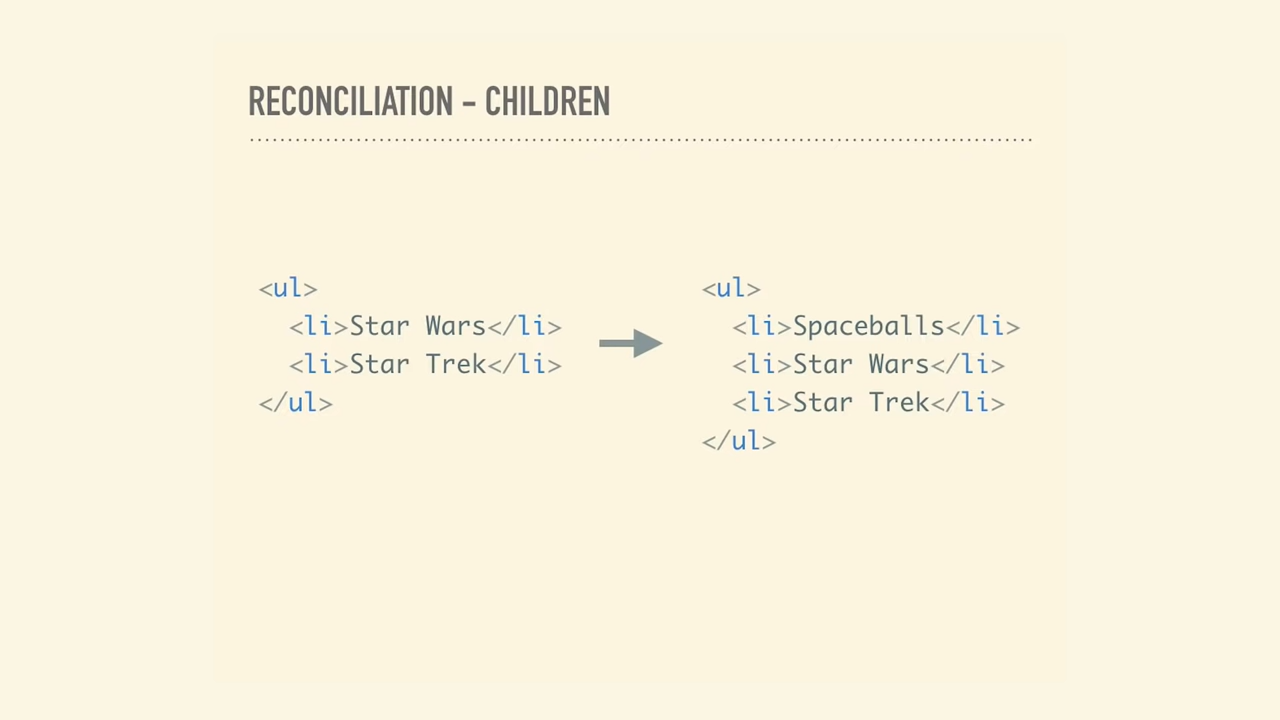 RECONCILIATION – CHILDREN
<ul>
  <li>Star Wars</li>
  <li>Star Trek</li>
</ul>
<ul>
  <li>Spaceballs</li>
  <li>Star Wars</li>
  <li>Star Trek</li>
</ul>